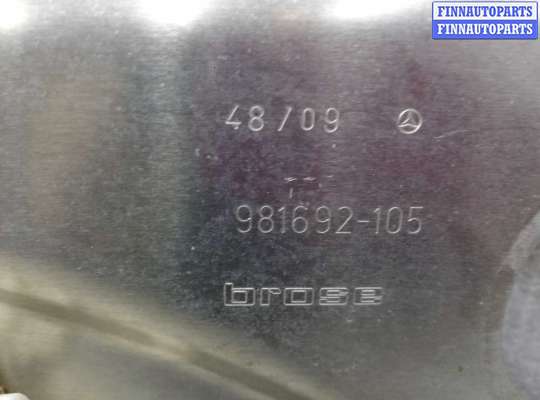 FINNAUTOPARTS
FINNAUTOPARTS
48/09
981692-105
brose